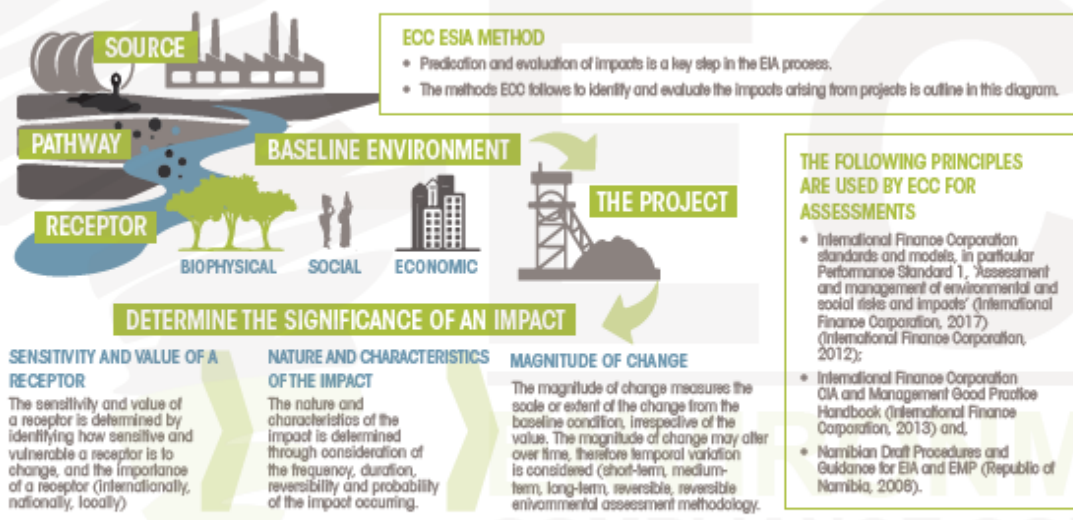 SOURCE
PATHWAY
RECEPTOR
BASELINE ENVIRONMENT
BIOPHYSICAL
SOCIAL
ECONOMIC
THE PROJECT
ECC ESIA METHOD
• Predication and evaluation of impacts is a key step in the EIA process.
• The methods ECC follows to identify and evaluate the impacts arising from projects is outline in this diagram.
DETERMINE THE SIGNIFICANCE OF AN IMPACT
SENSITIVITY AND VALUE OF A
RECEPTOR
The sensitivity and value of
a receptor is determined by
identifying how sensitive and
vulnerable a receptor is to
change, and the importance
of a receptor (internationally,
nationally, locally)
NATURE AND CHARACTERISTICS
OF THE IMPACT
The nature and
characteristics of the
impact is determined
through consideration of
the frequency, duration,
reversibility and probability
of the impact occurring.
MAGNITUDE OF CHANGE
The magnitude of change measures the
scale or extent of the change from the
baseline condition, irrespective of the
value. The magnitude of change may alter
over time, therefore temporal variation
is considered (short-term, medium-
term, long-term, reversible, reversible
environmental assessment methodology.
THE FOLLOWING PRINCIPLES
ARE USED BY ECC FOR
ASSESSMENTS
• International Finance Corporation
standards and models, in particular
Performance Standard 1, ‘Assessment
and management of environmental and
social risks and impacts’ (International
Finance Corporation, 2017)
(International Finance Corporation,
2012);
• International Finance Corporation
CIA and Management Good Practice
Handbook (International Finance
Corporation, 2013) and,
• Namibian Draft Procedures and
Guidance for EIA and EMP (Republic of
Namibia, 2008).